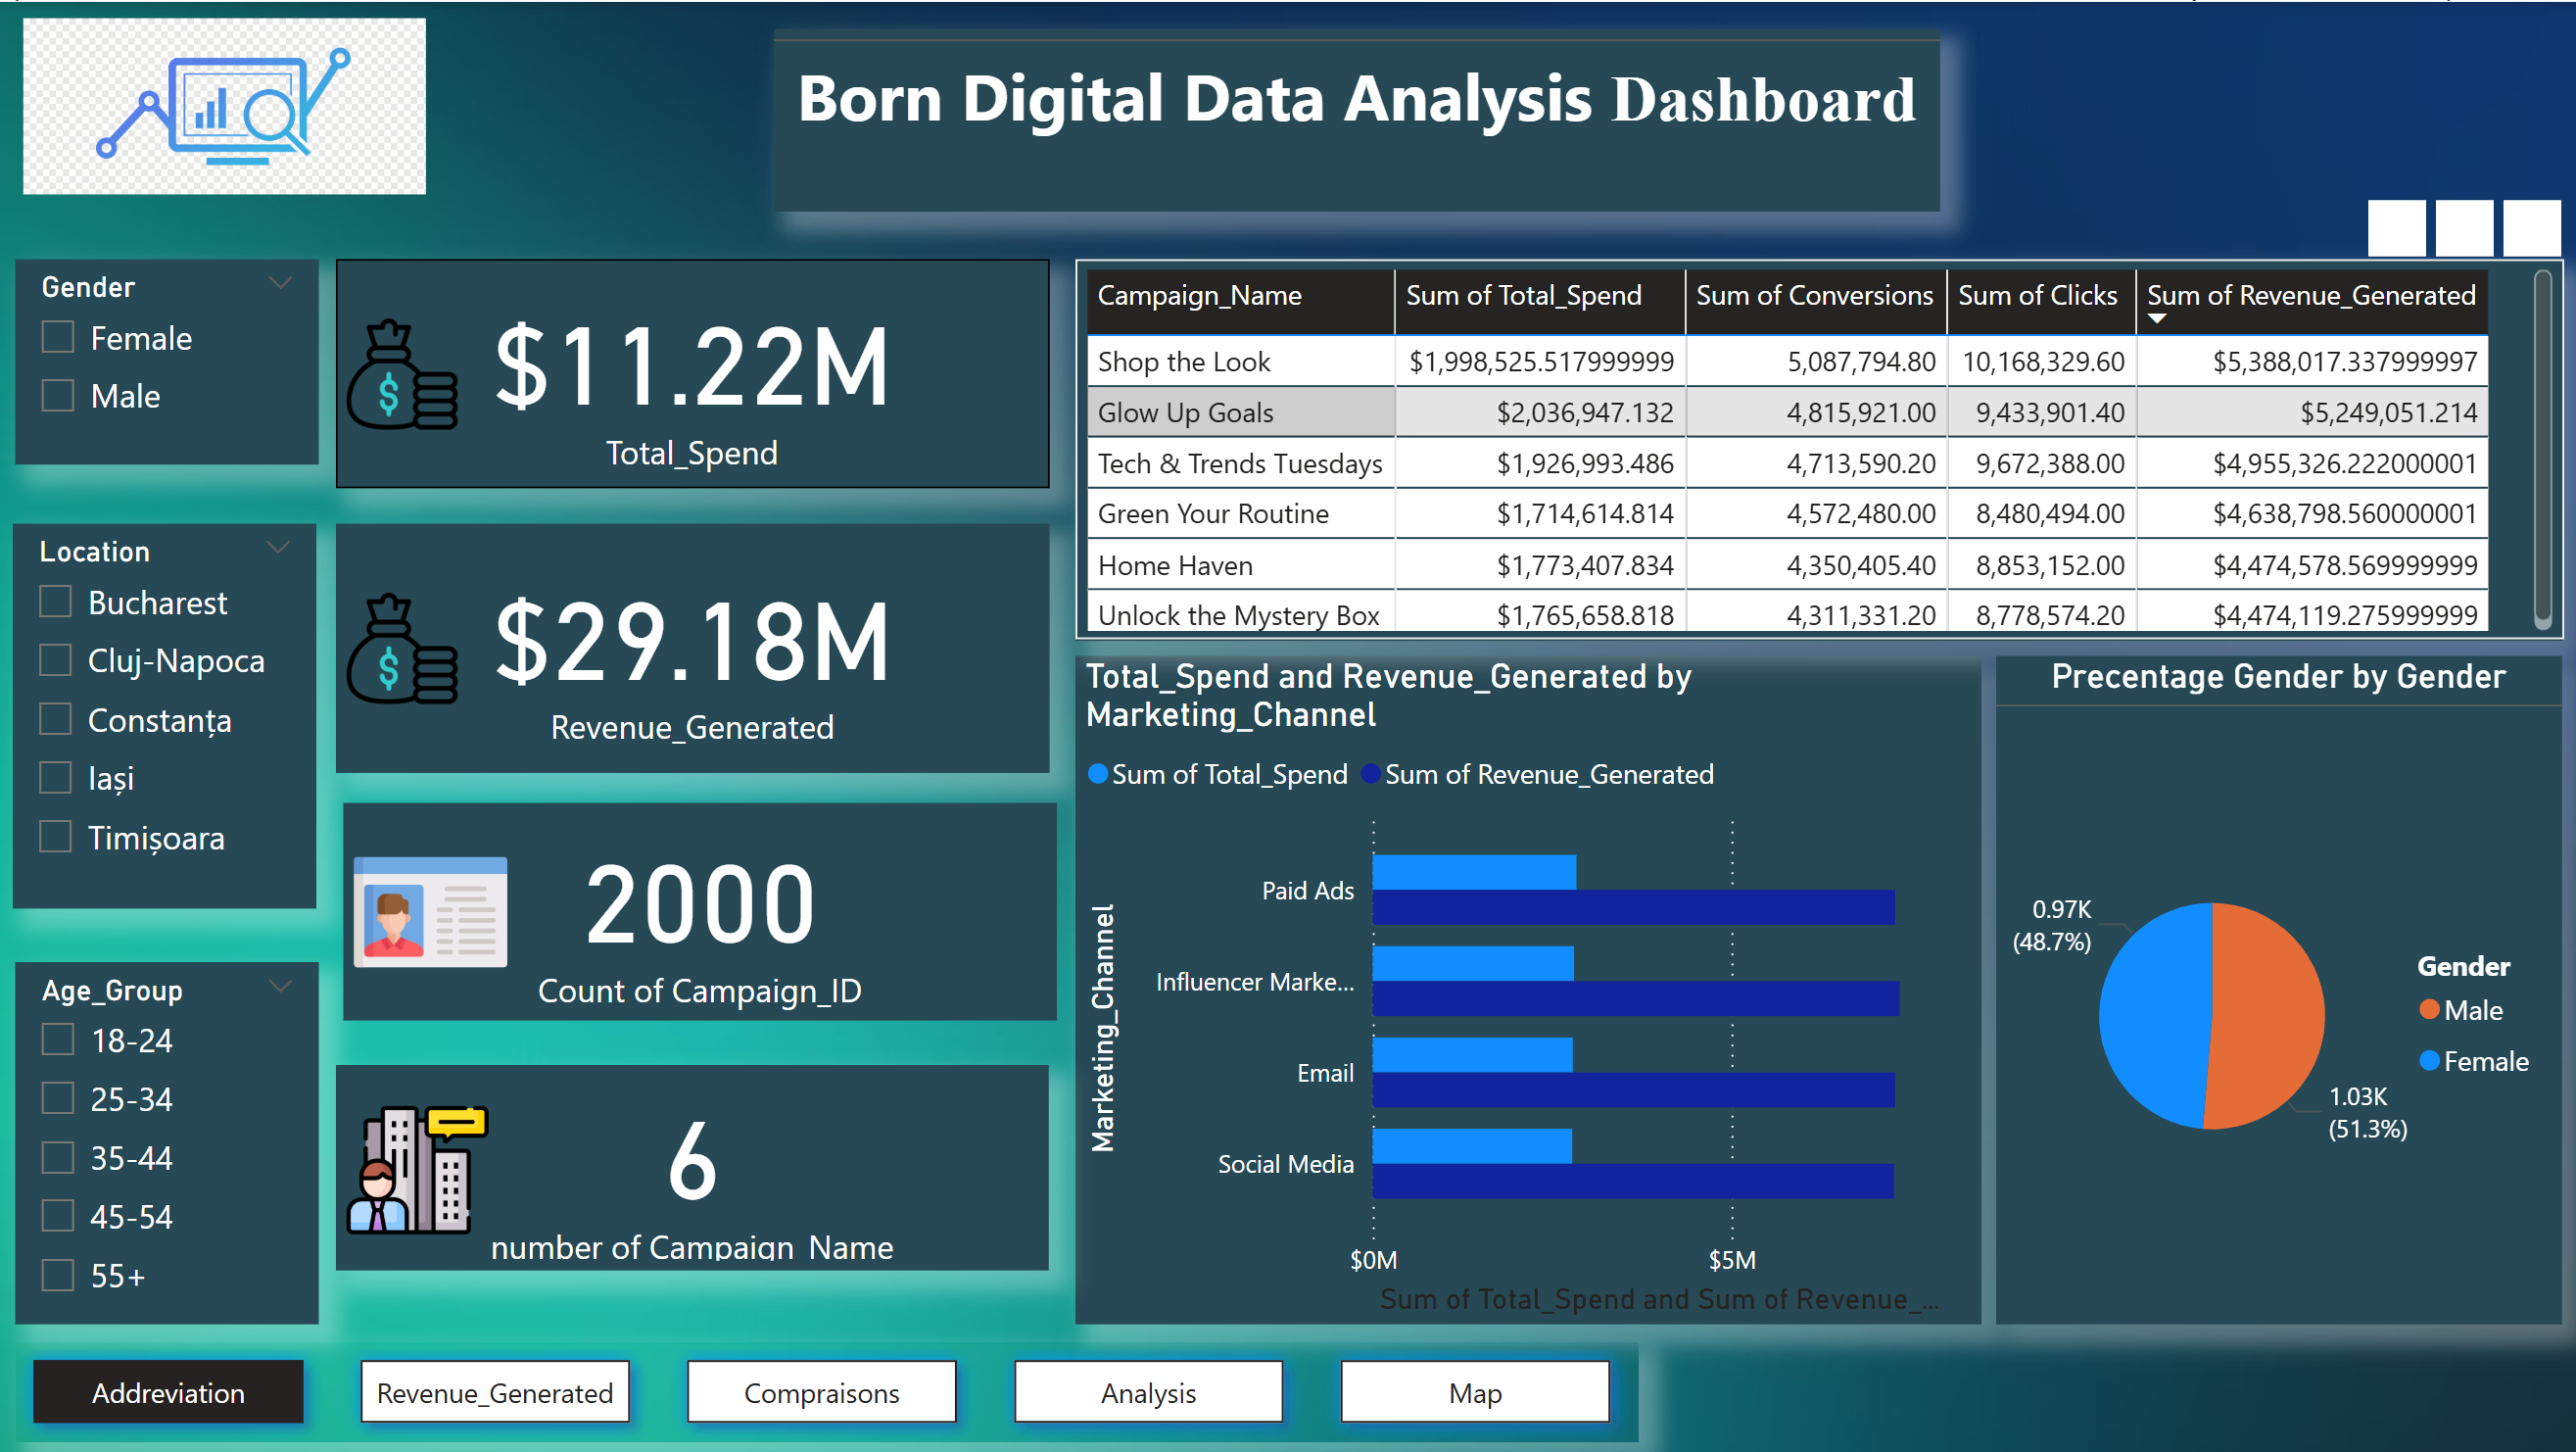 Born Digital Data Analysis Dashboard
Gender
Female
Male
Location
Bucharest
Cluj-Napoca
Constanța
Iași
Timișoara
Age_Group
18-24
25-34
35-44
45-54
55+
$11.22M
Total_Spend
$29.18M
Revenue_Generated
2000
Count of Campaign_ID
6
number of Campaign_Name
Campaign_Name Sum of Total_Spend Sum of Conversions Sum of Clicks Sum of Revenue_Generated
Shop the Look $1,998,525.517999999 5,087,794.80 10,168,329.60 $5,388,017.337999997
Glow Up Goals $2,036,947.132 4,815,921.00 9,433,901.40 $5,249,051.214
Tech & Trends Tuesdays $1,926,993.486 4,713,590.20 9,672,388.00 $4,955,326.222000001
Green Your Routine $1,714,614.814 4,572,480.00 8,480,494.00 $4,638,798.560000001
Home Haven $1,773,407.834 4,350,405.40 8,853,152.00 $4,474,578.569999999
Unlock the Mystery Box $1,765,658.818 4,311,331.20 8,778,574.20 $4,474,119.275999999
Total_Spend and Revenue_Generated by
Marketing_Channel
Sum of Total_Spend Sum of Revenue_Generated
Marketing_Channel
Paid Ads
Influencer Marke...
Email
Social Media
$0M $5M
Sum of Total_Spend and Sum of Revenue_...
Precentage Gender by Gender
0.97K
(48.7%)
1.03K
(51.3%)
Gender
Male
Female
Addreviation
Revenue_Generated
Compraisons
Analysis
Map